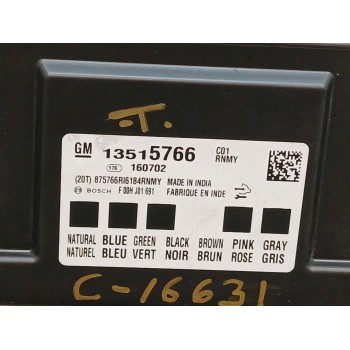 .T.
GM 13515766 C01
RNMY
176 160702
(20T) 875766RI6184RNMY MADE IN INDIA
BOSCH F 00H J01 691 FABRIQUE EN INDE
NATURAL BLUE GREEN BLACK BROWN PINK GRAY
NATUREL BLEU VERT NOIR BRUN ROSE GRIS
C-16631